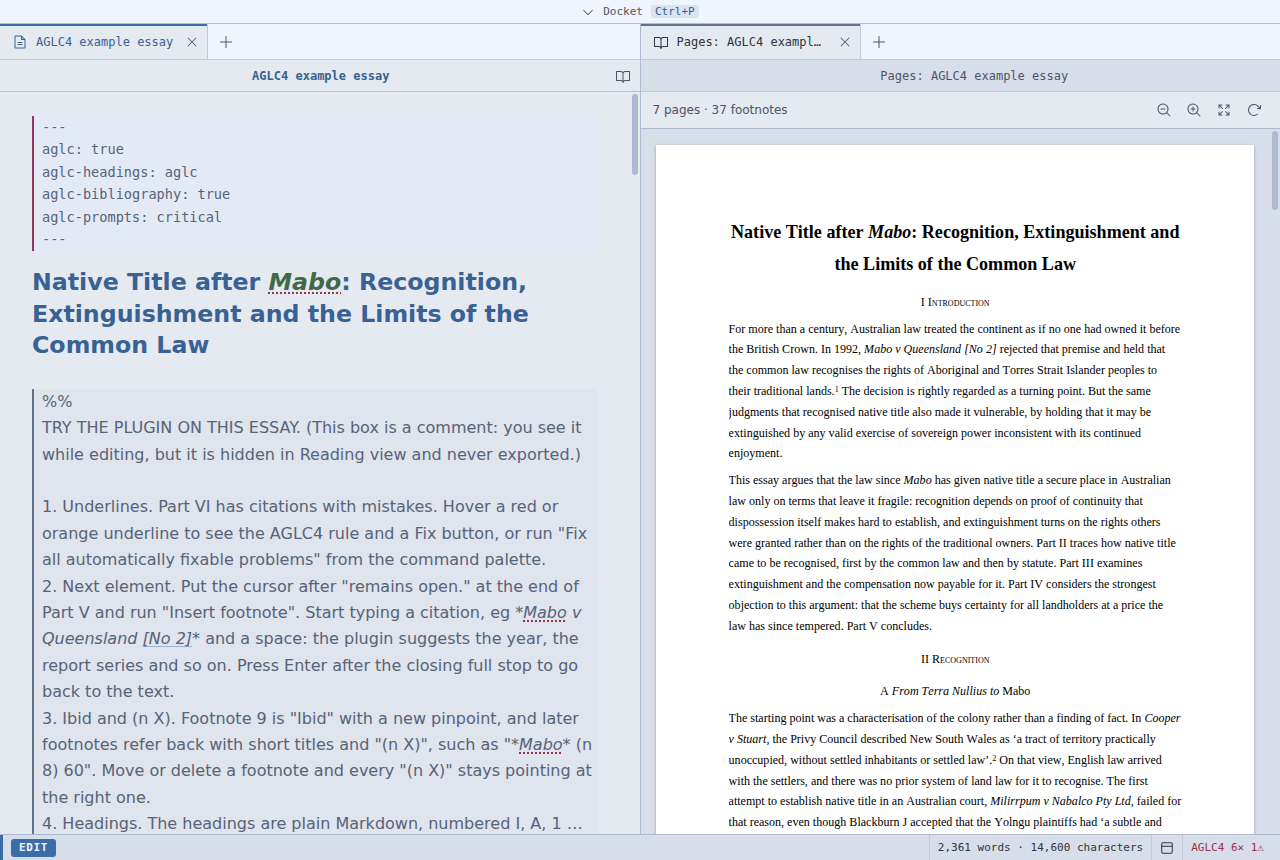 Docket Ctrl+P
AGLC4 example essay
Pages: AGLC4 exampl…
AGLC4 example essay
Pages: AGLC4 example essay
---
aglc: true
aglc-headings: aglc
aglc-bibliography: true
aglc-prompts: critical
---
Native Title after Mabo: Recognition,
Extinguishment and the Limits of the
Common Law
%%
TRY THE PLUGIN ON THIS ESSAY. (This box is a comment: you see it
while editing, but it is hidden in Reading view and never exported.)
1. Underlines. Part VI has citations with mistakes. Hover a red or
orange underline to see the AGLC4 rule and a Fix button, or run "Fix
all automatically fixable problems" from the command palette.
2. Next element. Put the cursor after "remains open." at the end of
Part V and run "Insert footnote". Start typing a citation, eg *Mabo v
Queensland [No 2]* and a space: the plugin suggests the year, the
report series and so on. Press Enter after the closing full stop to go
back to the text.
3. Ibid and (n X). Footnote 9 is "Ibid" with a new pinpoint, and later
footnotes refer back with short titles and "(n X)", such as "*Mabo* (n
8) 60". Move or delete a footnote and every "(n X)" stays pointing at
the right one.
4. Headings. The headings are plain Markdown, numbered I, A, 1 ...
7 pages · 37 footnotes
Native Title after Mabo: Recognition, Extinguishment and
the Limits of the Common Law
I Introduction
For more than a century, Australian law treated the continent as if no one had owned it before
the British Crown. In 1992, Mabo v Queensland [No 2] rejected that premise and held that
the common law recognises the rights of Aboriginal and Torres Strait Islander peoples to
their traditional lands.1 The decision is rightly regarded as a turning point. But the same
judgments that recognised native title also made it vulnerable, by holding that it may be
extinguished by any valid exercise of sovereign power inconsistent with its continued
enjoyment.
This essay argues that the law since Mabo has given native title a secure place in Australian
law only on terms that leave it fragile: recognition depends on proof of continuity that
dispossession itself makes hard to establish, and extinguishment turns on the rights others
were granted rather than on the rights of the traditional owners. Part II traces how native title
came to be recognised, first by the common law and then by statute. Part III examines
extinguishment and the compensation now payable for it. Part IV considers the strongest
objection to this argument: that the scheme buys certainty for all landholders at a price the
law has since tempered. Part V concludes.
II Recognition
A From Terra Nullius to Mabo
The starting point was a characterisation of the colony rather than a finding of fact. In Cooper
v Stuart, the Privy Council described New South Wales as ‘a tract of territory practically
unoccupied, without settled inhabitants or settled law’.2 On that view, English law arrived
with the settlers, and there was no prior system of land law for it to recognise. The first
attempt to establish native title in an Australian court, Milirrpum v Nabalco Pty Ltd, failed for
that reason, even though Blackburn J accepted that the Yolngu plaintiffs had ‘a subtle and
EDIT
2,361 words · 14,600 characters
AGLC4 6× 1⚠